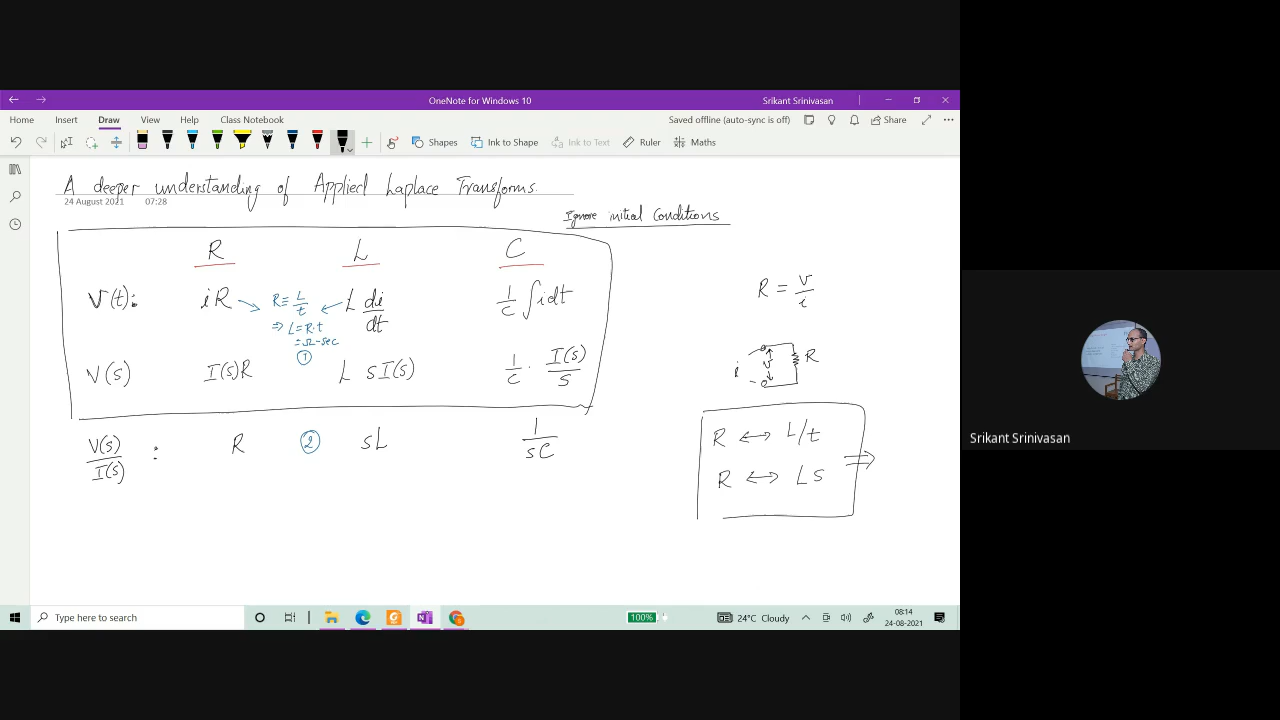 OneNote for Windows 10
Srikant Srinivasan
Home Insert Draw View Help Class Notebook
Saved offline (auto-sync is off) Share
Shapes Ink to Shape Ink to Text Ruler Maths
A deeper understanding of Applied Laplace Transforms.
24 August 2021 07:28
Ignore initial Conditions
R L C
V(t): iR R ≡ L/t L di/dt 1/C ∫idt
⇒ L = R·t
= Ω-sec
①
V(s) I(s)R L sI(s) 1/C · I(s)/s
V(s)/I(s) : R ② sL 1/sC
R = v/i
i V R
R ↔ L/t
R ↔ Ls ⇒
Srikant Srinivasan
Type here to search
100%
24°C Cloudy
08:14
24-08-2021